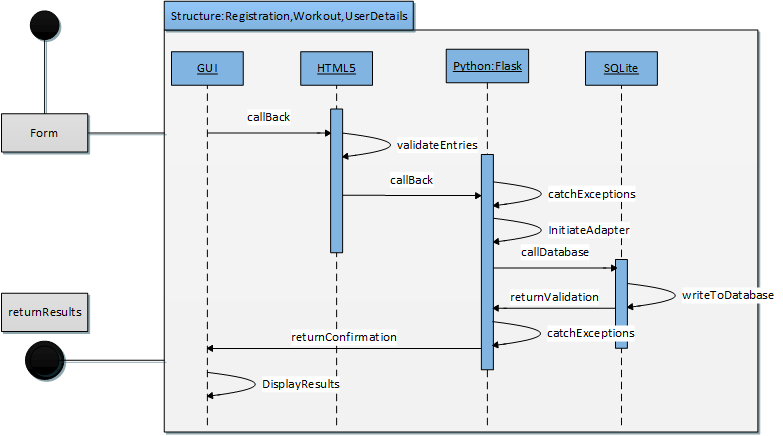 Structure:Registration,Workout,UserDetails
GUI
HTML5
Python:Flask
SQLite
Form
callBack
validateEntries
callBack
catchExceptions
InitiateAdapter
callDatabase
writeToDatabase
returnValidation
returnResults
catchExceptions
returnConfirmation
DisplayResults